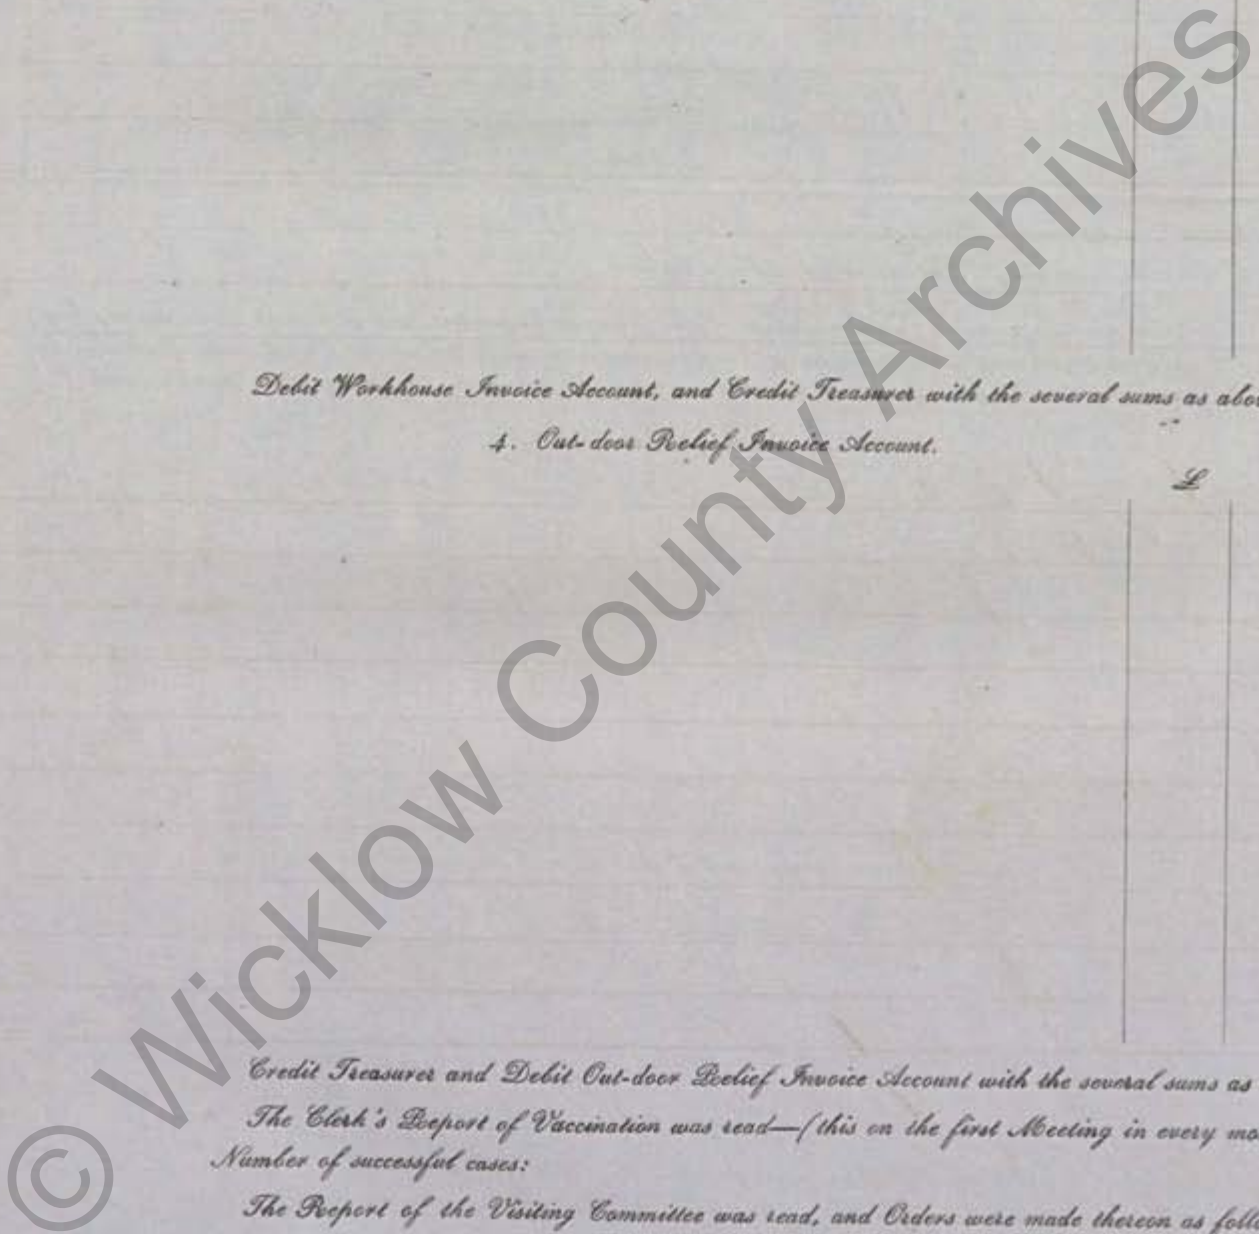 Debit Workhouse Invoice Account, and Credit Treasurer with the several sums as abo
4. Out-door Relief Invoice Account.
£
Credit Treasurer and Debit Out-door Relief Invoice Account with the several sums as
The Clerk's Report of Vaccination was read—(this on the first Meeting in every mo
Number of successful cases:
The Report of the Visiting Committee was read, and Orders were made thereon as foll
© Wicklow County Archives